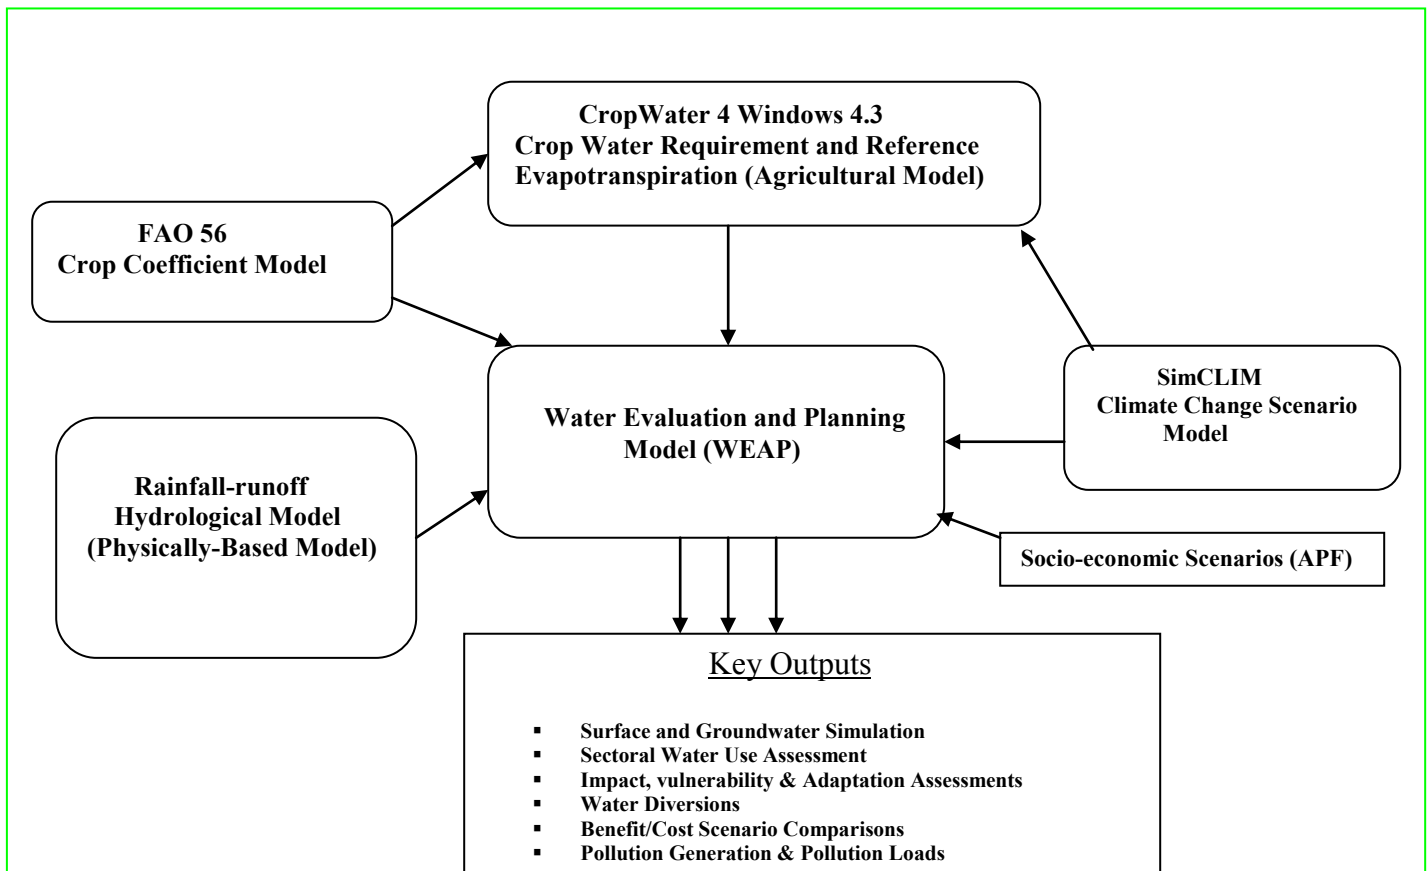 CropWater 4 Windows 4.3
Crop Water Requirement and Reference
Evapotranspiration (Agricultural Model)
FAO 56
Crop Coefficient Model
SimCLIM
Climate Change Scenario
Model
Water Evaluation and Planning
Model (WEAP)
Rainfall-runoff
Hydrological Model
(Physically-Based Model)
Socio-economic Scenarios (APF)
Key Outputs
▪ Surface and Groundwater Simulation
▪ Sectoral Water Use Assessment
▪ Impact, vulnerability & Adaptation Assessments
▪ Water Diversions
▪ Benefit/Cost Scenario Comparisons
▪ Pollution Generation & Pollution Loads